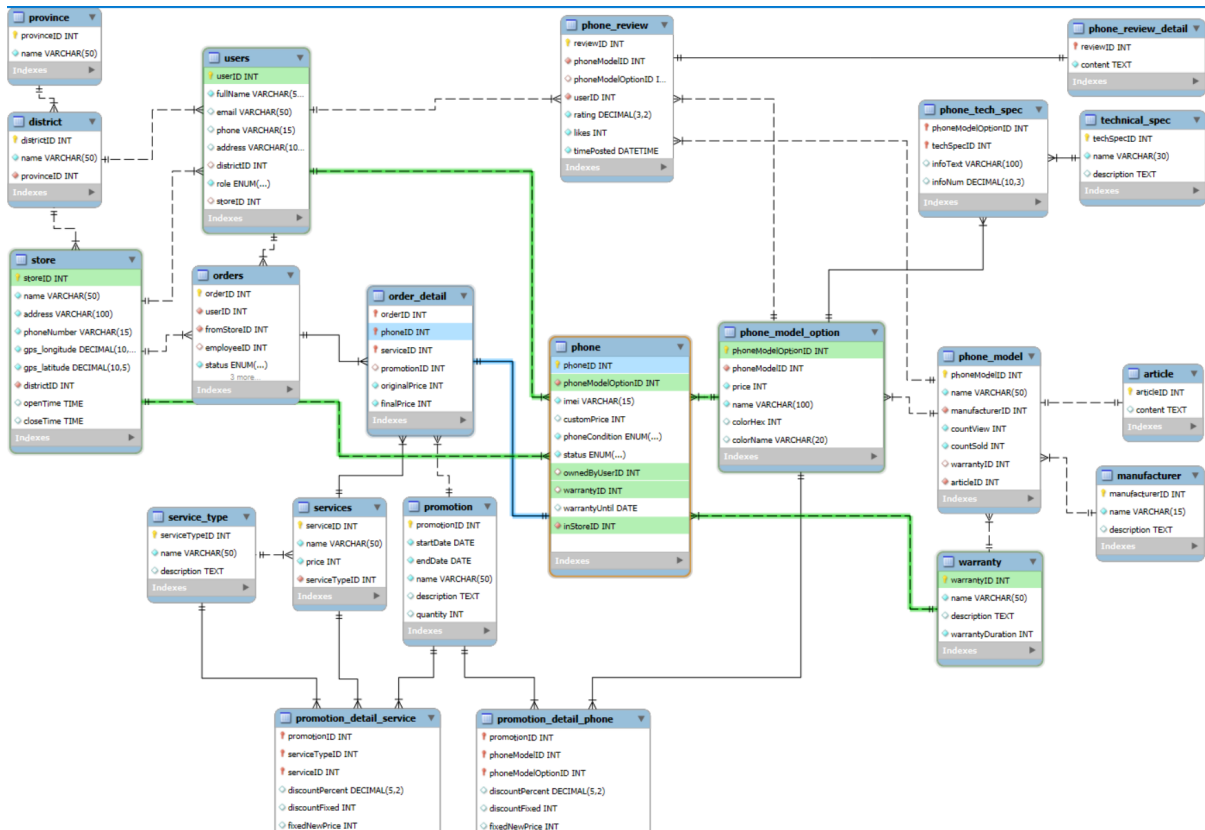 province
provinceID INT
name VARCHAR(50)
Indexes
district
districtID INT
name VARCHAR(50)
provinceID INT
Indexes
users
userID INT
fullName VARCHAR(5...
email VARCHAR(50)
phone VARCHAR(15)
address VARCHAR(10...
districtID INT
role ENUM(...)
storeID INT
Indexes
phone_review
reviewID INT
phoneModelID INT
phoneModelOptionID I...
userID INT
rating DECIMAL(3,2)
likes INT
timePosted DATETIME
Indexes
phone_review_detail
reviewID INT
content TEXT
Indexes
phone_tech_spec
phoneModelOptionID INT
techSpecID INT
infoText VARCHAR(100)
infoNum DECIMAL(10,3)
Indexes
technical_spec
techSpecID INT
name VARCHAR(30)
description TEXT
Indexes
store
storeID INT
name VARCHAR(50)
address VARCHAR(100)
phoneNumber VARCHAR(15)
gps_longitude DECIMAL(10,...
gps_latitude DECIMAL(10,5)
districtID INT
openTime TIME
closeTime TIME
orders
orderID INT
userID INT
fromStoreID INT
employeeID INT
status ENUM(...)
3 more...
Indexes
order_detail
orderID INT
phoneID INT
serviceID INT
promotionID INT
originalPrice INT
finalPrice INT
Indexes
phone
phoneID INT
phoneModelOptionID INT
imei VARCHAR(15)
customPrice INT
phoneCondition ENUM(...)
status ENUM(...)
ownedByUserID INT
warrantyID INT
warrantyUntil DATE
inStoreID INT
Indexes
phone_model_option
phoneModelOptionID INT
phoneModelID INT
price INT
name VARCHAR(100)
colorHex INT
colorName VARCHAR(20)
Indexes
phone_model
phoneModelID INT
name VARCHAR(50)
manufacturerID INT
countView INT
countSold INT
warrantyID INT
articleID INT
Indexes
article
articleID INT
content TEXT
Indexes
manufacturer
manufacturerID INT
name VARCHAR(15)
description TEXT
Indexes
service_type
serviceTypeID INT
name VARCHAR(50)
description TEXT
Indexes
services
serviceID INT
name VARCHAR(50)
price INT
serviceTypeID INT
Indexes
promotion
promotionID INT
startDate DATE
endDate DATE
name VARCHAR(50)
description TEXT
quantity INT
Indexes
warranty
warrantyID INT
name VARCHAR(50)
description TEXT
warrantyDuration INT
Indexes
promotion_detail_service
promotionID INT
serviceTypeID INT
serviceID INT
discountPercent DECIMAL(5,2)
discountFixed INT
fixedNewPrice INT
promotion_detail_phone
promotionID INT
phoneModelID INT
phoneModelOptionID INT
discountPercent DECIMAL(5,2)
discountFixed INT
fixedNewPrice INT